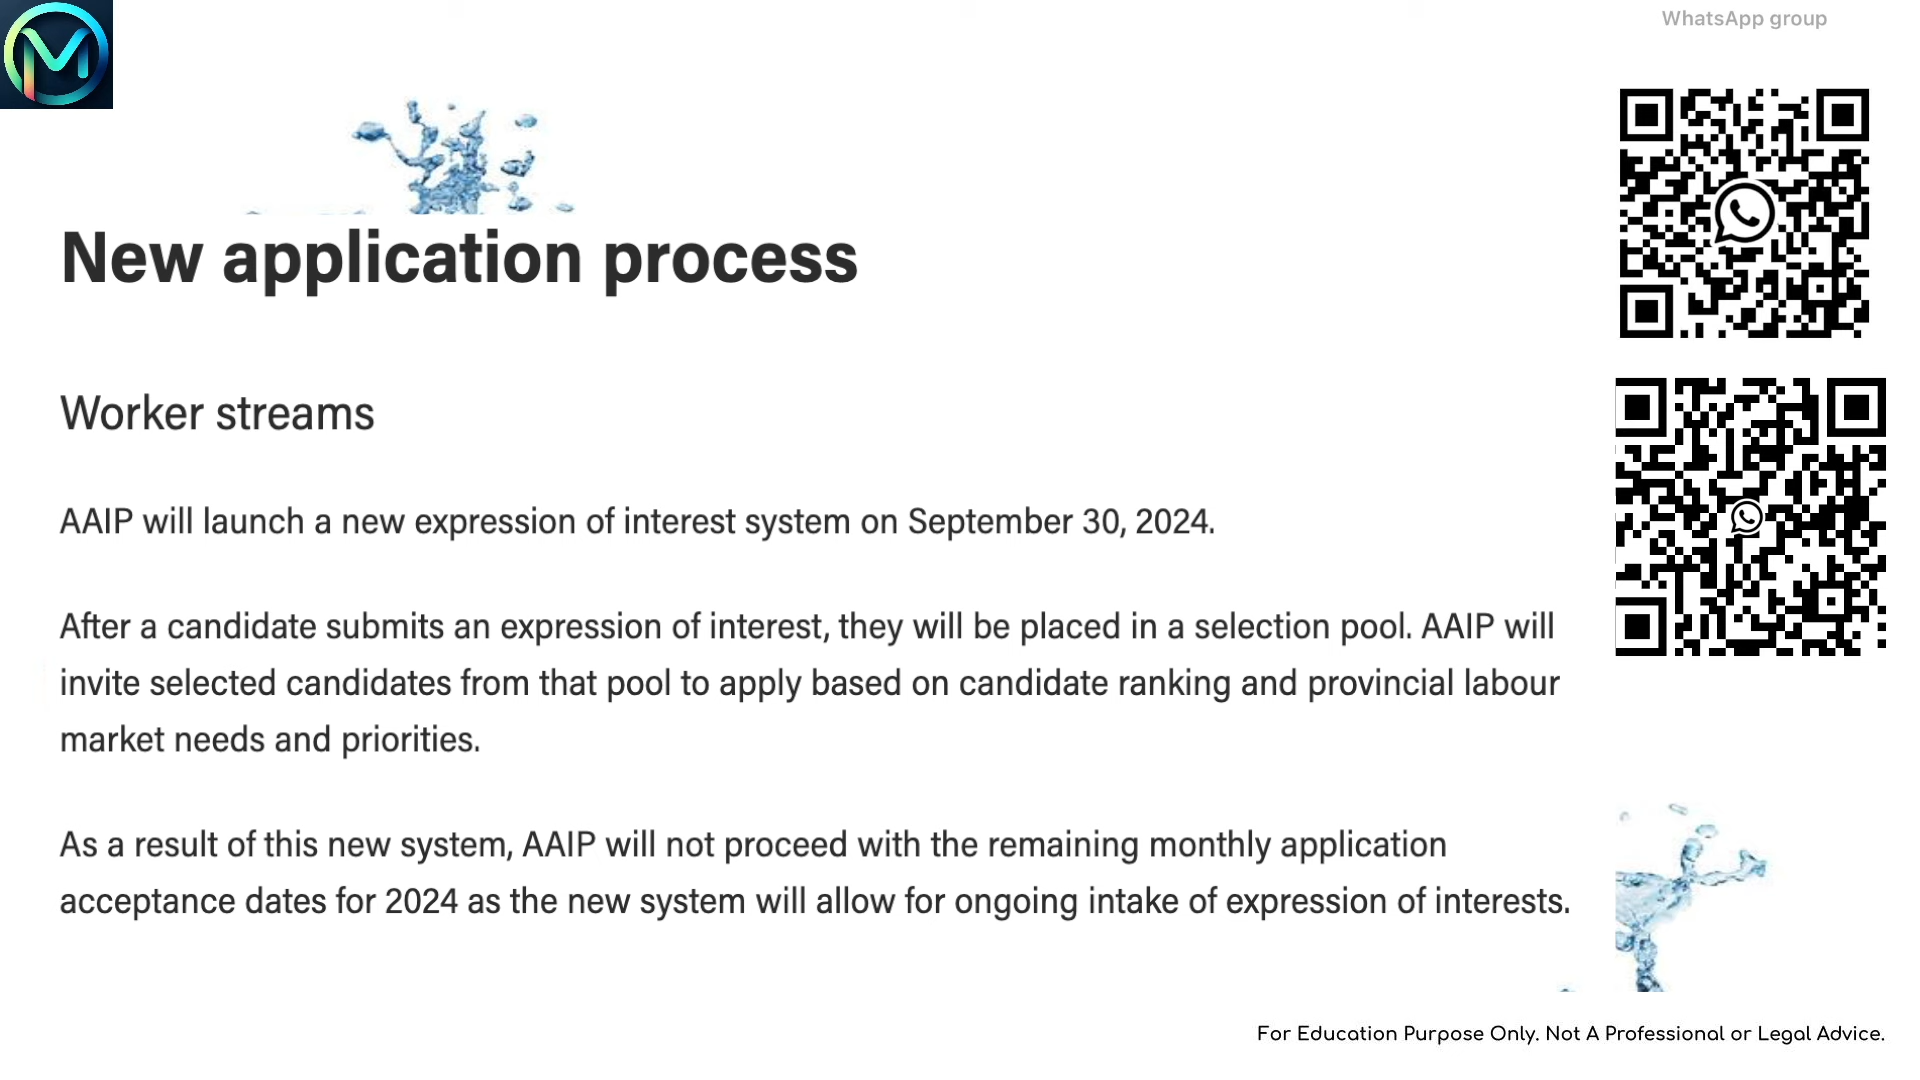 WhatsApp group
New application process
Worker streams
AAIP will launch a new expression of interest system on September 30, 2024.
After a candidate submits an expression of interest, they will be placed in a selection pool. AAIP will
invite selected candidates from that pool to apply based on candidate ranking and provincial labour
market needs and priorities.
As a result of this new system, AAIP will not proceed with the remaining monthly application
acceptance dates for 2024 as the new system will allow for ongoing intake of expression of interests.
For Education Purpose Only. Not A Professional or Legal Advice.